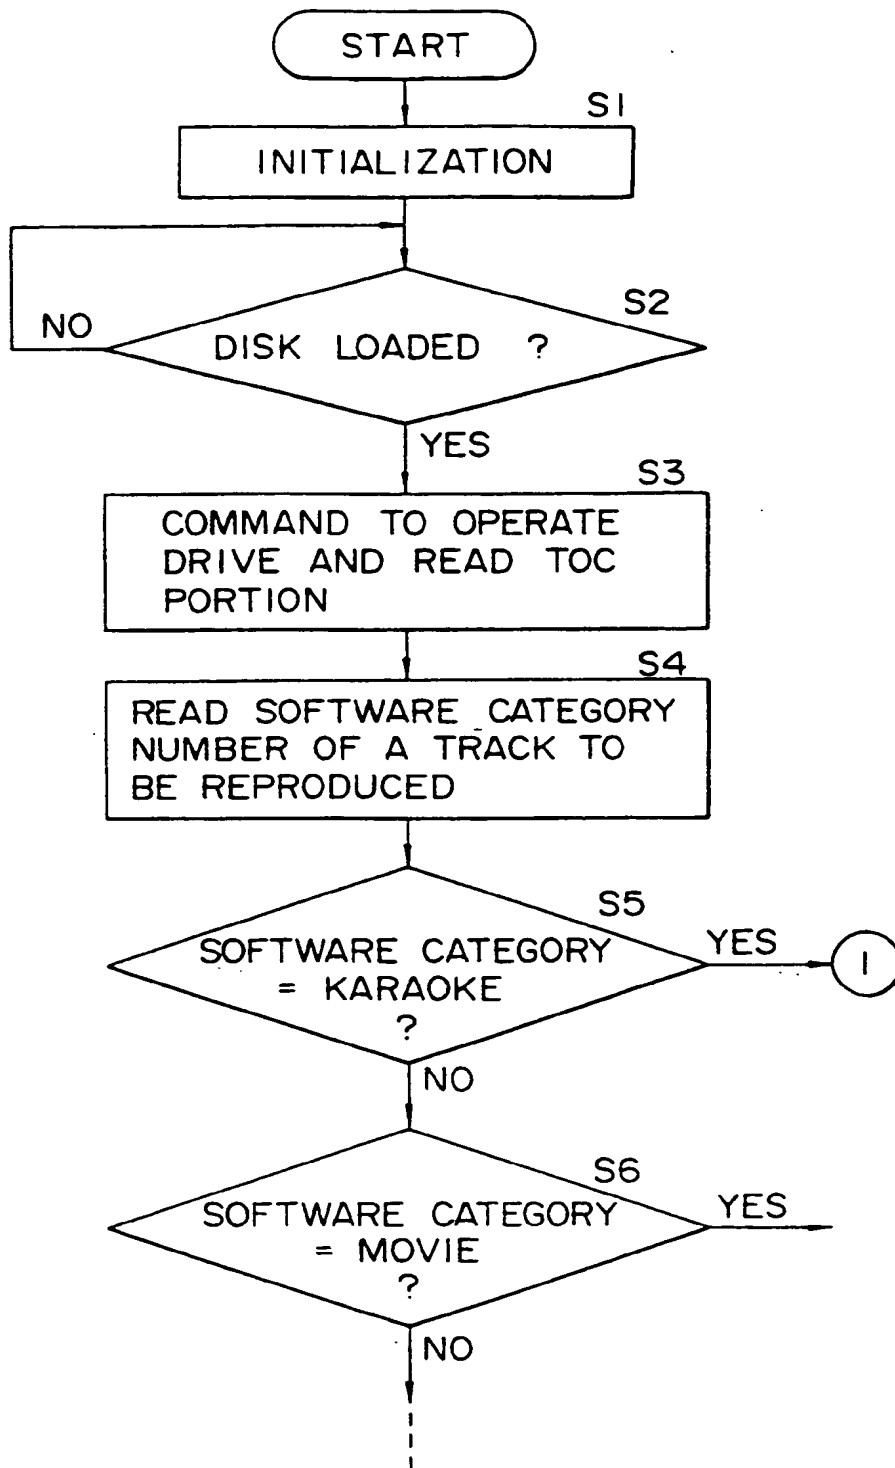 START
S1
INITIALIZATION
S2
NO
DISK LOADED ?
YES
S3
COMMAND TO OPERATE
DRIVE AND READ TOC
PORTION
S4
READ SOFTWARE CATEGORY
NUMBER OF A TRACK TO
BE REPRODUCED
S5
SOFTWARE CATEGORY
= KARAOKE
?
YES
1
NO
S6
SOFTWARE CATEGORY
= MOVIE
?
YES
NO